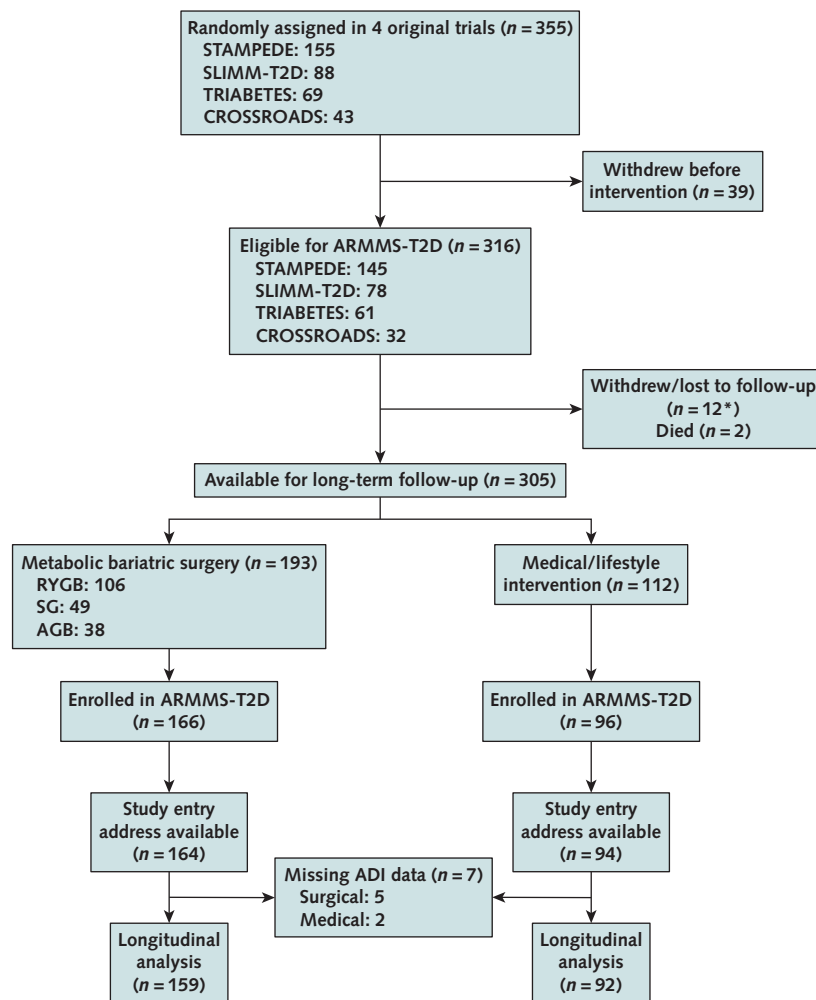 Randomly assigned in 4 original trials (n = 355)
STAMPEDE: 155
SLIMM-T2D: 88
TRIABETES: 69
CROSSROADS: 43
Withdrew before
intervention (n = 39)
Eligible for ARMMS-T2D (n = 316)
STAMPEDE: 145
SLIMM-T2D: 78
TRIABETES: 61
CROSSROADS: 32
Withdrew/lost to follow-up
(n = 12*)
Died (n = 2)
Available for long-term follow-up (n = 305)
Metabolic bariatric surgery (n = 193)
RYGB: 106
SG: 49
AGB: 38
Medical/lifestyle
intervention (n = 112)
Enrolled in ARMMS-T2D
(n = 166)
Enrolled in ARMMS-T2D
(n = 96)
Study entry
address available
(n = 164)
Study entry
address available
(n = 94)
Missing ADI data (n = 7)
Surgical: 5
Medical: 2
Longitudinal
analysis
(n = 159)
Longitudinal
analysis
(n = 92)